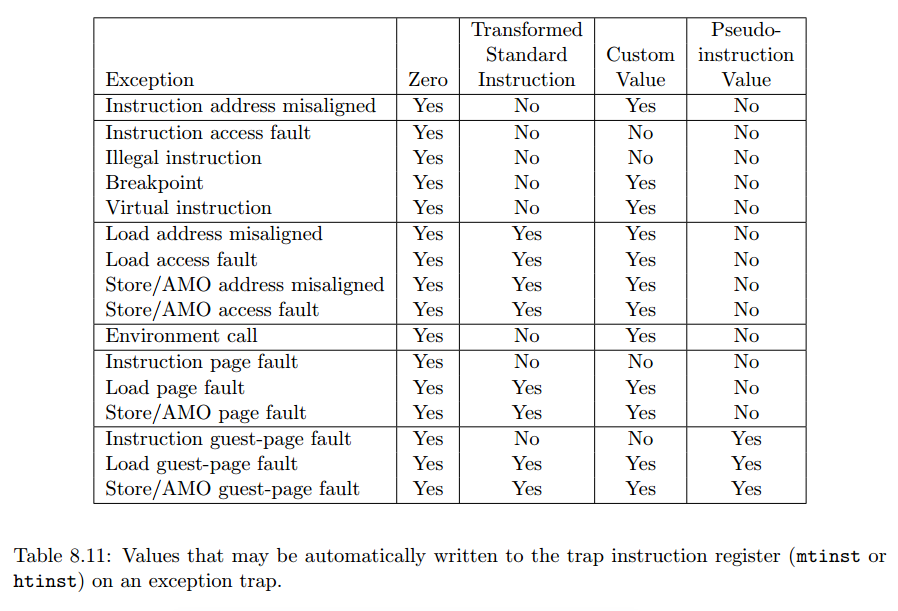 Exception Zero Transformed Standard Instruction Custom Value Pseudo-instruction Value
Instruction address misaligned Yes No Yes No
Instruction access fault Yes No No No
Illegal instruction Yes No No No
Breakpoint Yes No Yes No
Virtual instruction Yes No Yes No
Load address misaligned Yes Yes Yes No
Load access fault Yes Yes Yes No
Store/AMO address misaligned Yes Yes Yes No
Store/AMO access fault Yes Yes Yes No
Environment call Yes No Yes No
Instruction page fault Yes No No No
Load page fault Yes Yes Yes No
Store/AMO page fault Yes Yes Yes No
Instruction guest-page fault Yes No No Yes
Load guest-page fault Yes Yes Yes Yes
Store/AMO guest-page fault Yes Yes Yes Yes
Table 8.11: Values that may be automatically written to the trap instruction register (mtinst or
htinst) on an exception trap.